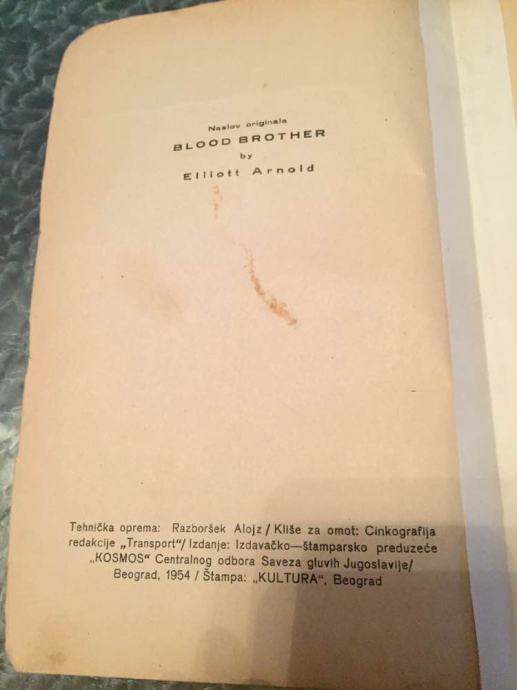 Naslov originala
BLOOD BROTHER
by
Elliott Arnold
Tehnička oprema: Razboršek Alojz / Kliše za omot: Cinkografija
redakcije „Transport“/ Izdanje: Izdavačko—štamparsko preduzeće
„KOSMOS“ Centralnog odbora Saveza gluvih Jugoslavije/
Beograd, 1954 / Štampa: „KULTURA“, Beograd